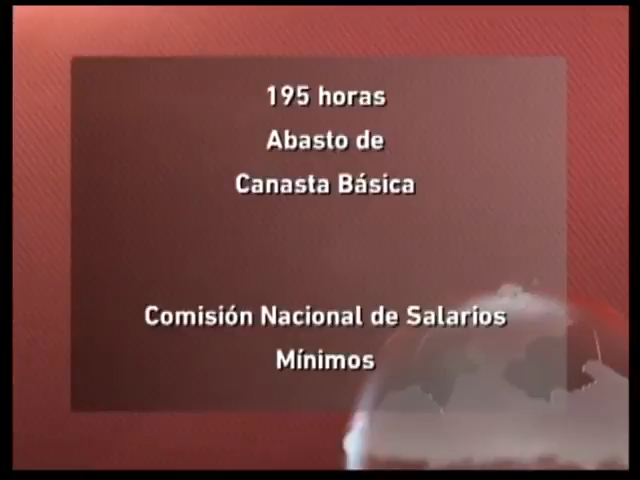 195 horas
Abasto de
Canasta Básica
Comisión Nacional de Salarios
Mínimos